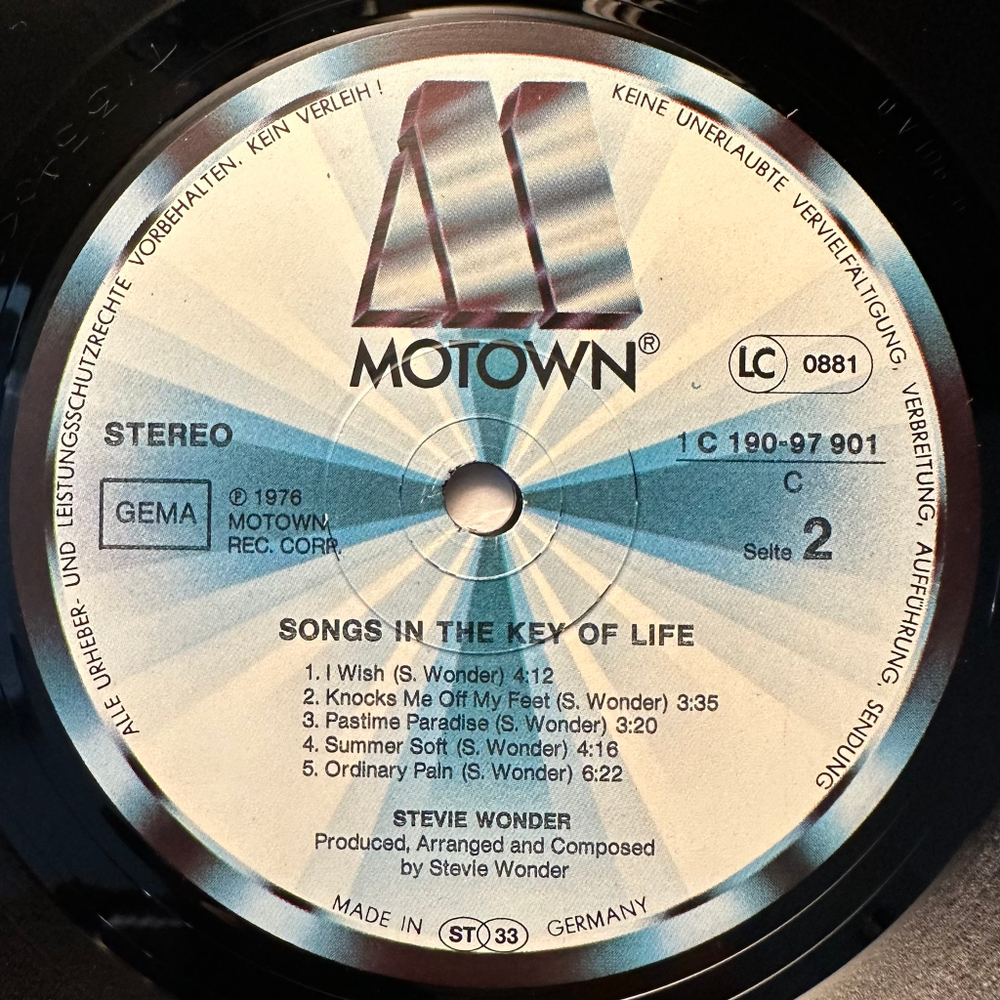 ALLE URHEBER- UND LEISTUNGSSCHUTZRECHTE VORBEHALTEN. KEIN VERLEIH !
KEINE UNERLAUBTE VERVIELFÄLTIGUNG, VERBREITUNG, AUFFÜHRUNG, SENDUNG
MOTOWN®
LC 0881
STEREO
1 C 190-97 901
C
GEMA
℗ 1976
MOTOWN
REC. CORP.
Seite 2
SONGS IN THE KEY OF LIFE
1. I Wish (S. Wonder) 4:12
2. Knocks Me Off My Feet (S. Wonder) 3:35
3. Pastime Paradise (S. Wonder) 3:20
4. Summer Soft (S. Wonder) 4:16
5. Ordinary Pain (S. Wonder) 6:22
STEVIE WONDER
Produced, Arranged and Composed
by Stevie Wonder
MADE IN ST 33 GERMANY